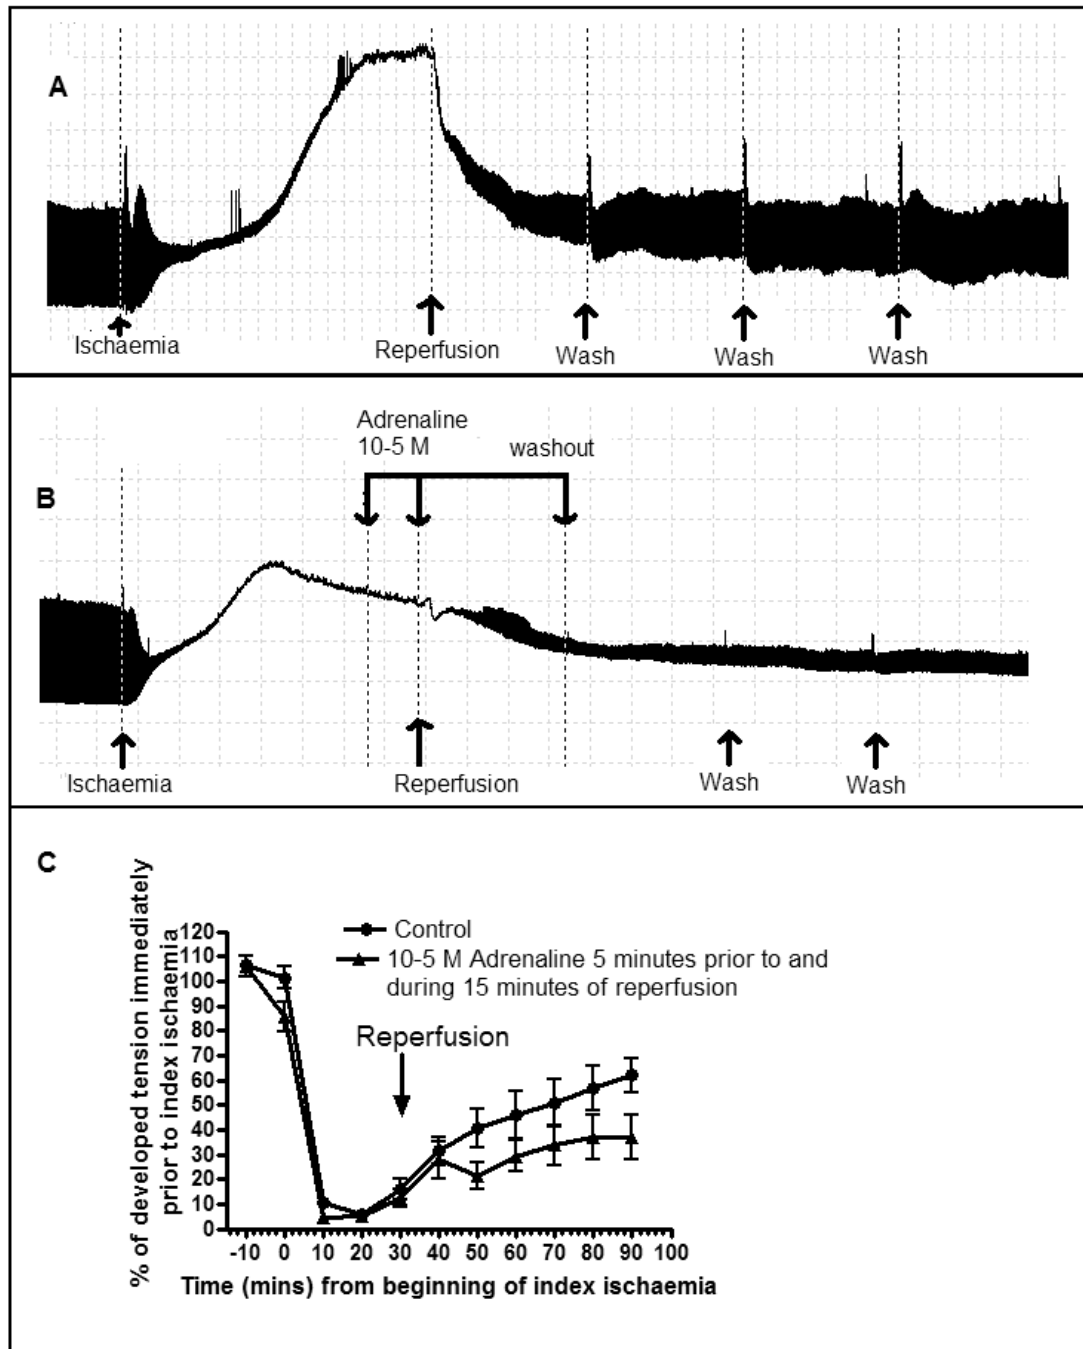 A
Ischaemia
Reperfusion
Wash
Wash
Wash
Adrenaline
10-5 M
washout
B
Ischaemia
Reperfusion
Wash
Wash
C
% of developed tension immediately
prior to index ischaemia
Control
10-5 M Adrenaline 5 minutes prior to and
during 15 minutes of reperfusion
Reperfusion
120
110
100
90
80
70
60
50
40
30
20
10
0
-10 0 10 20 30 40 50 60 70 80 90 100
Time (mins) from beginning of index ischaemia